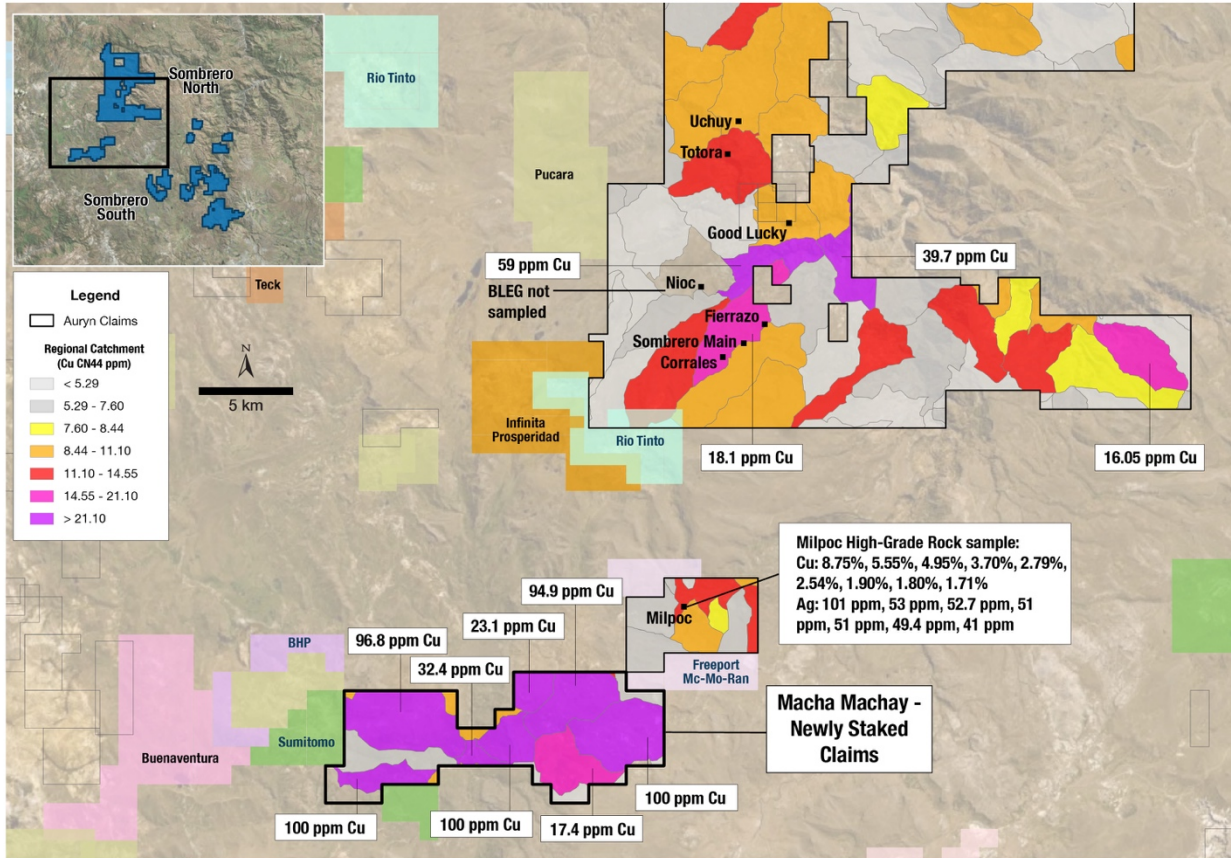 Sombrero
North
Sombrero
South
Legend
Auryn Claims
Regional Catchment
(Cu CN44 ppm)
< 5.29
5.29 - 7.60
7.60 - 8.44
8.44 - 11.10
11.10 - 14.55
14.55 - 21.10
> 21.10
N
5 km
Rio Tinto
Pucara
Teck
Uchuy
Totora
Good Lucky
59 ppm Cu
39.7 ppm Cu
Nioc
BLEG not
sampled
Fierrazo
Sombrero Main
Corrales
Infinita
Prosperidad
Rio Tinto
18.1 ppm Cu
16.05 ppm Cu
Milpoc High-Grade Rock sample:
Cu: 8.75%, 5.55%, 4.95%, 3.70%, 2.79%,
2.54%, 1.90%, 1.80%, 1.71%
Ag: 101 ppm, 53 ppm, 52.7 ppm, 51
ppm, 51 ppm, 49.4 ppm, 41 ppm
Milpoc
Freeport
Mc-Mo-Ran
94.9 ppm Cu
23.1 ppm Cu
96.8 ppm Cu
32.4 ppm Cu
BHP
Sumitomo
Buenaventura
Macha Machay -
Newly Staked
Claims
100 ppm Cu
100 ppm Cu
17.4 ppm Cu
100 ppm Cu